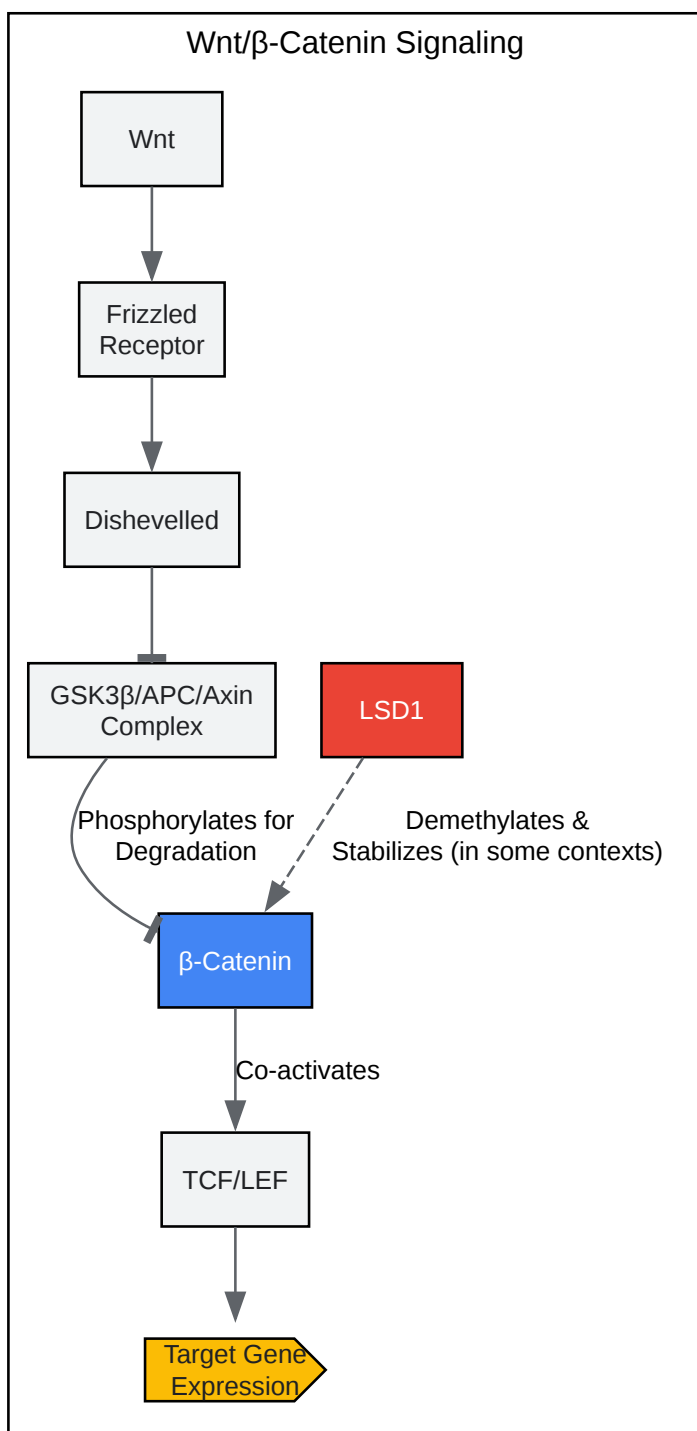 Wnt/β-Catenin Signaling
Wnt
Frizzled
Receptor
Dishevelled
GSK3β/APC/Axin
Complex
LSD1
Phosphorylates for
Degradation
Demethylates &
Stabilizes (in some contexts)
β-Catenin
Co-activates
TCF/LEF
Target Gene
Expression